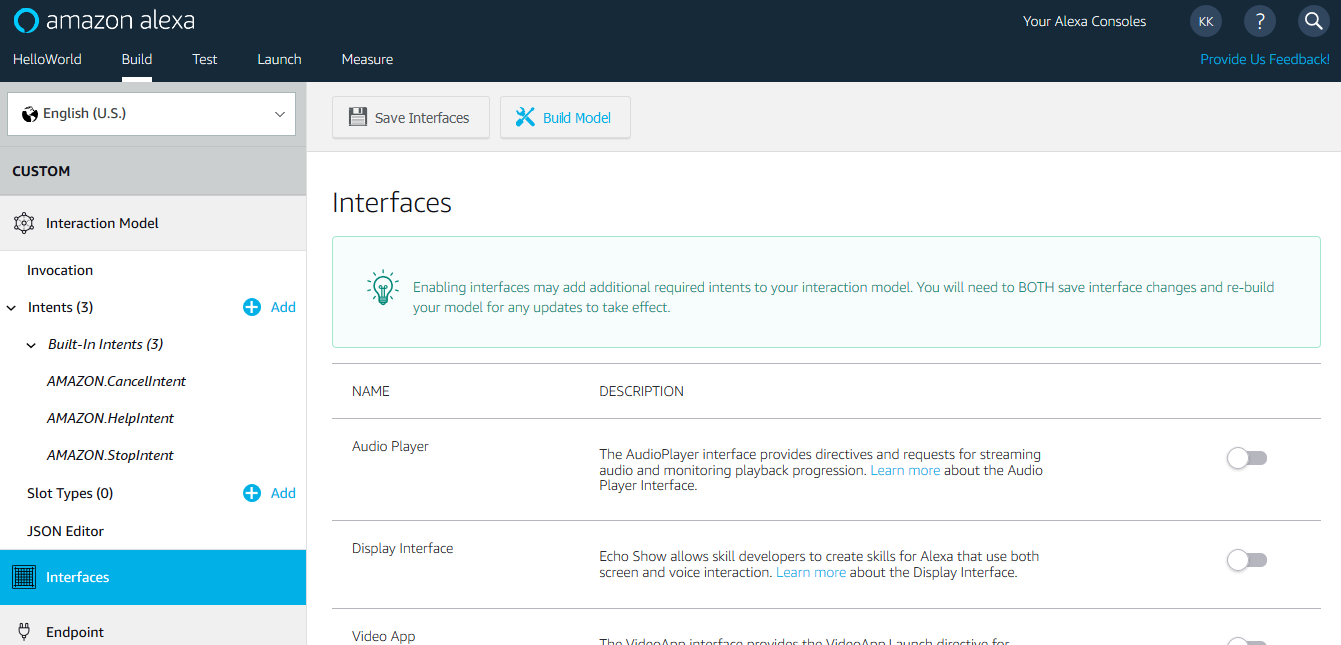 amazon alexa
Your Alexa Consoles
KK
?
HelloWorld
Build
Test
Launch
Measure
Provide Us Feedback!
English (U.S.)
Save Interfaces
Build Model
CUSTOM
Interaction Model
Invocation
Intents (3)
Add
Built-In Intents (3)
AMAZON.CancelIntent
AMAZON.HelpIntent
AMAZON.StopIntent
Slot Types (0)
Add
JSON Editor
Interfaces
Endpoint
Interfaces
Enabling interfaces may add additional required intents to your interaction model. You will need to BOTH save interface changes and re-build
your model for any updates to take effect.
NAME
DESCRIPTION
Audio Player
The AudioPlayer interface provides directives and requests for streaming
audio and monitoring playback progression. Learn more about the Audio
Player Interface.
Display Interface
Echo Show allows skill developers to create skills for Alexa that use both
screen and voice interaction. Learn more about the Display Interface.
Video App
The VideoApp interface provides the VideoApp.Launch directive for